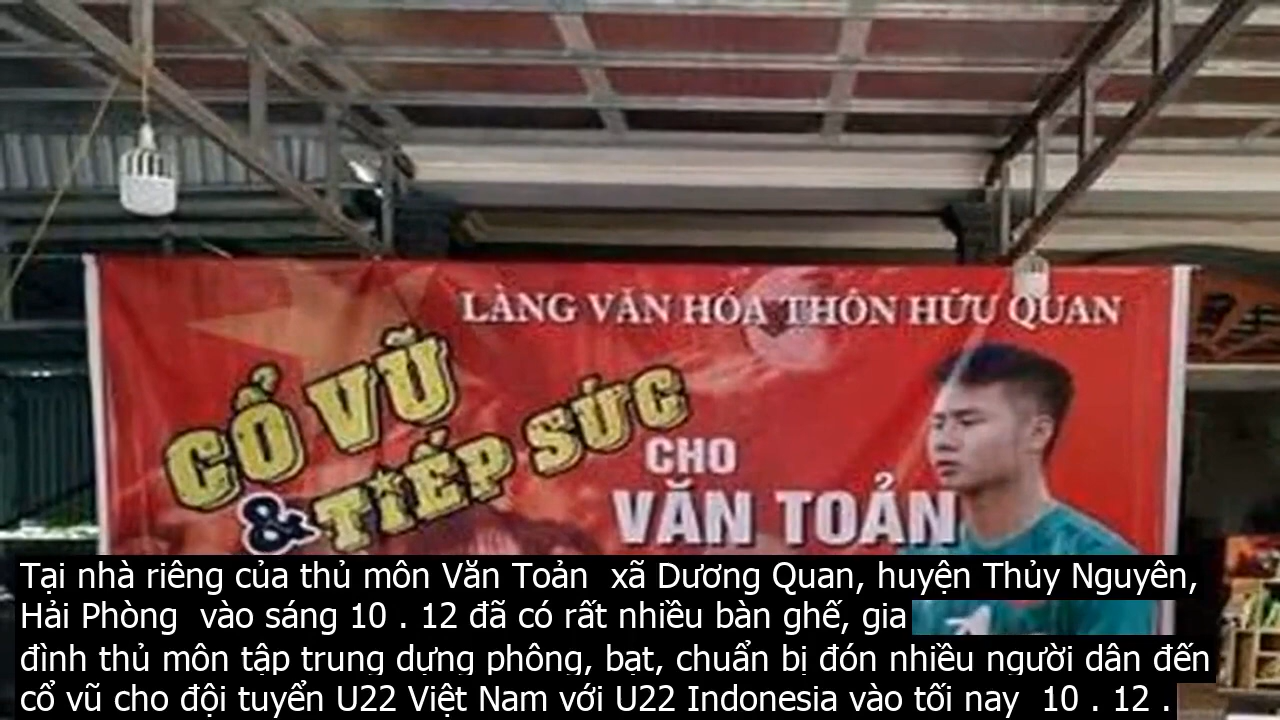 LÀNG VĂN HÓA THÔN HỮU QUAN
CỔ VŨ
& TIẾP SỨC
CHO
VĂN TOẢN
Tại nhà riêng của thủ môn Văn Toản xã Dương Quan, huyện Thủy Nguyên,
Hải Phòng vào sáng 10 . 12 đã có rất nhiều bàn ghế, gia
đình thủ môn tập trung dựng phông, bạt, chuẩn bị đón nhiều người dân đến
cổ vũ cho đội tuyển U22 Việt Nam với U22 Indonesia vào tối nay 10 . 12 .